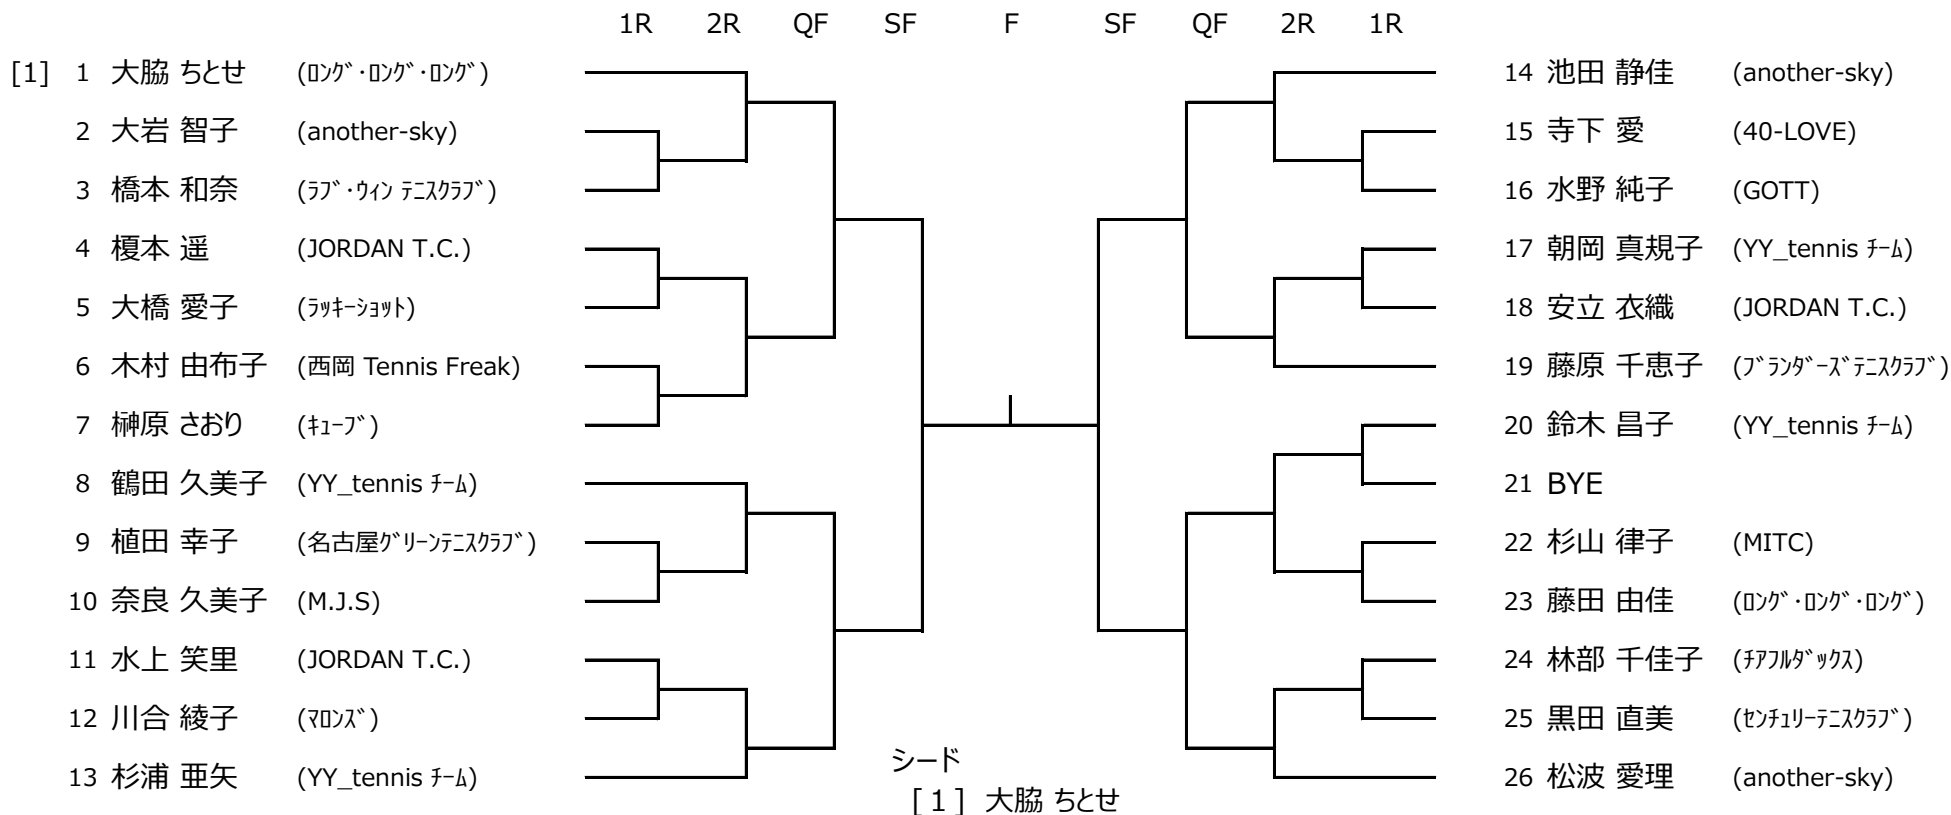 1R 2R QF SF F SF QF 2R 1R
[1] 1 大脇 ちとせ (ﾛﾝｸﾞ･ﾛﾝｸﾞ･ﾛﾝｸﾞ) 14 池田 静佳 (another-sky)
2 大岩 智子 (another-sky) 15 寺下 愛 (40-LOVE)
3 橋本 和奈 (ﾗﾌﾞ･ウィン ﾃﾆｽｸﾗﾌﾞ) 16 水野 純子 (GOTT)
4 榎本 遥 (JORDAN T.C.) 17 朝岡 真規子 (YY_tennis ﾁｰﾑ)
5 大橋 愛子 (ﾗｯｷｰｼｮｯﾄ) 18 安立 衣織 (JORDAN T.C.)
6 木村 由布子 (西岡 Tennis Freak) 19 藤原 千恵子 (ﾌﾞﾗﾝﾀﾞｰｽﾞﾃﾆｽｸﾗﾌﾞ)
7 榊原 さおり (ｷｭｰﾌﾞ) 20 鈴木 昌子 (YY_tennis ﾁｰﾑ)
8 鶴田 久美子 (YY_tennis ﾁｰﾑ) 21 BYE
9 植田 幸子 (名古屋ｸﾞﾘｰﾝﾃﾆｽｸﾗﾌﾞ) 22 杉山 律子 (MITC)
10 奈良 久美子 (M.J.S) 23 藤田 由佳 (ﾛﾝｸﾞ･ﾛﾝｸﾞ･ﾛﾝｸﾞ)
11 水上 笑里 (JORDAN T.C.) 24 林部 千佳子 (ﾁｱﾌﾙﾀﾞｯｸｽ)
12 川合 綾子 (ﾏﾛﾝｽﾞ) 25 黒田 直美 (ｾﾝﾁｭﾘｰﾃﾆｽｸﾗﾌﾞ)
13 杉浦 亜矢 (YY_tennis ﾁｰﾑ) 26 松波 愛理 (another-sky)
シード
[ 1 ] 大脇 ちとせ